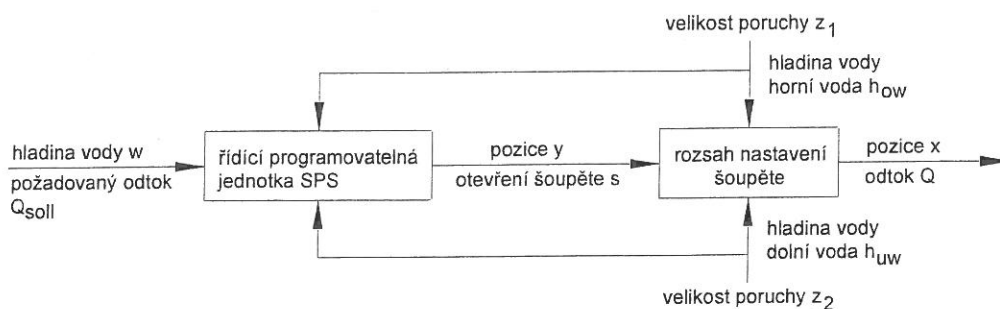 velikost poruchy z1
hladina vody
horní voda how
hladina vody w
požadovaný odtok
Qsoll
řídící programovatelná
jednotka SPS
pozice y
otevření šoupěte s
rozsah nastavení
šoupěte
pozice x
odtok Q
hladina vody
dolní voda huw
velikost poruchy z2